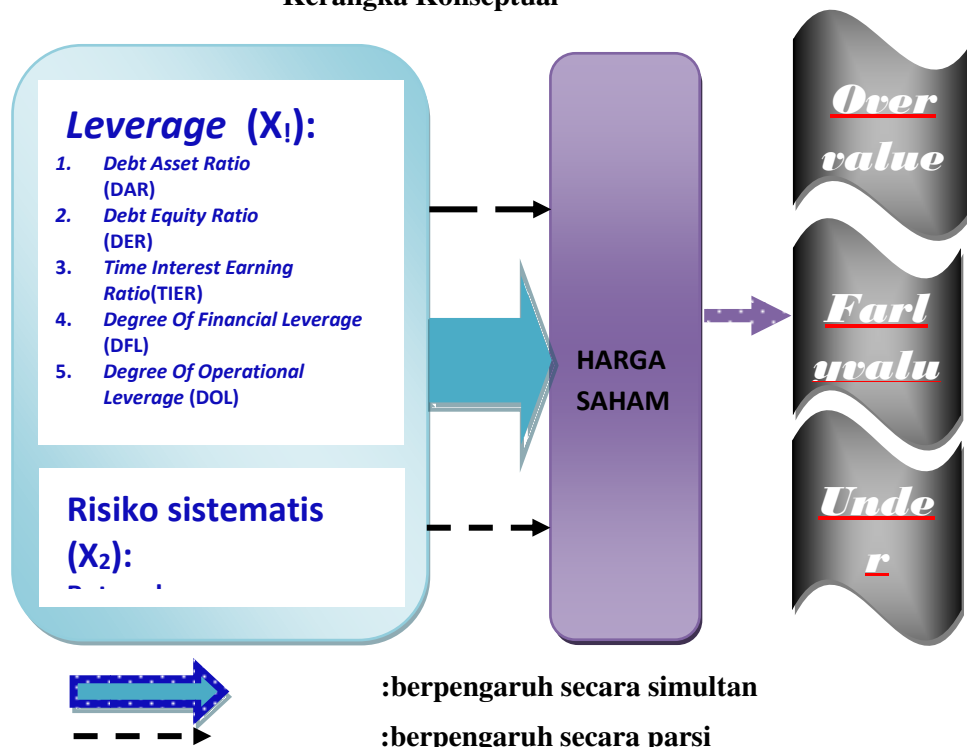 Kerangka Konseptual
Leverage (X!):
1. Debt Asset Ratio
(DAR)
2. Debt Equity Ratio
(DER)
3. Time Interest Earning
Ratio(TIER)
4. Degree Of Financial Leverage
(DFL)
5. Degree Of Operational
Leverage (DOL)
Risiko sistematis
(X2):
HARGA
SAHAM
Over
value
Farl
yvalu
Unde
r
:berpengaruh secara simultan
:berpengaruh secara parsi